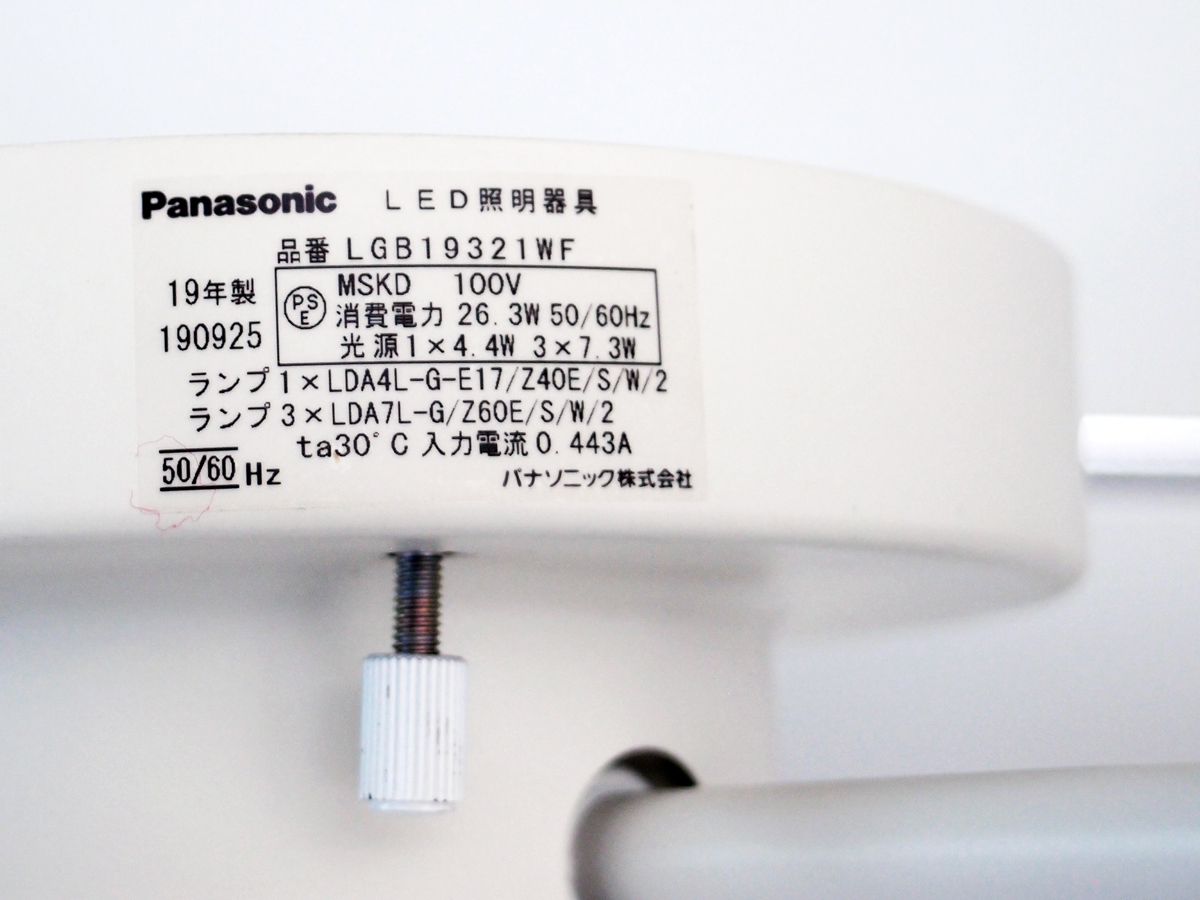 Panasonic LED照明器具
品番 LGB19321WF
19年製
190925
PSE
MSKD 100V
消費電力 26.3W 50/60Hz
光源1×4.4W 3×7.3W
ランプ1×LDA4L-G-E17/Z40E/S/W/2
ランプ3×LDA7L-G/Z60E/S/W/2
ta30°C 入力電流0.443A
50/60 Hz
パナソニック株式会社